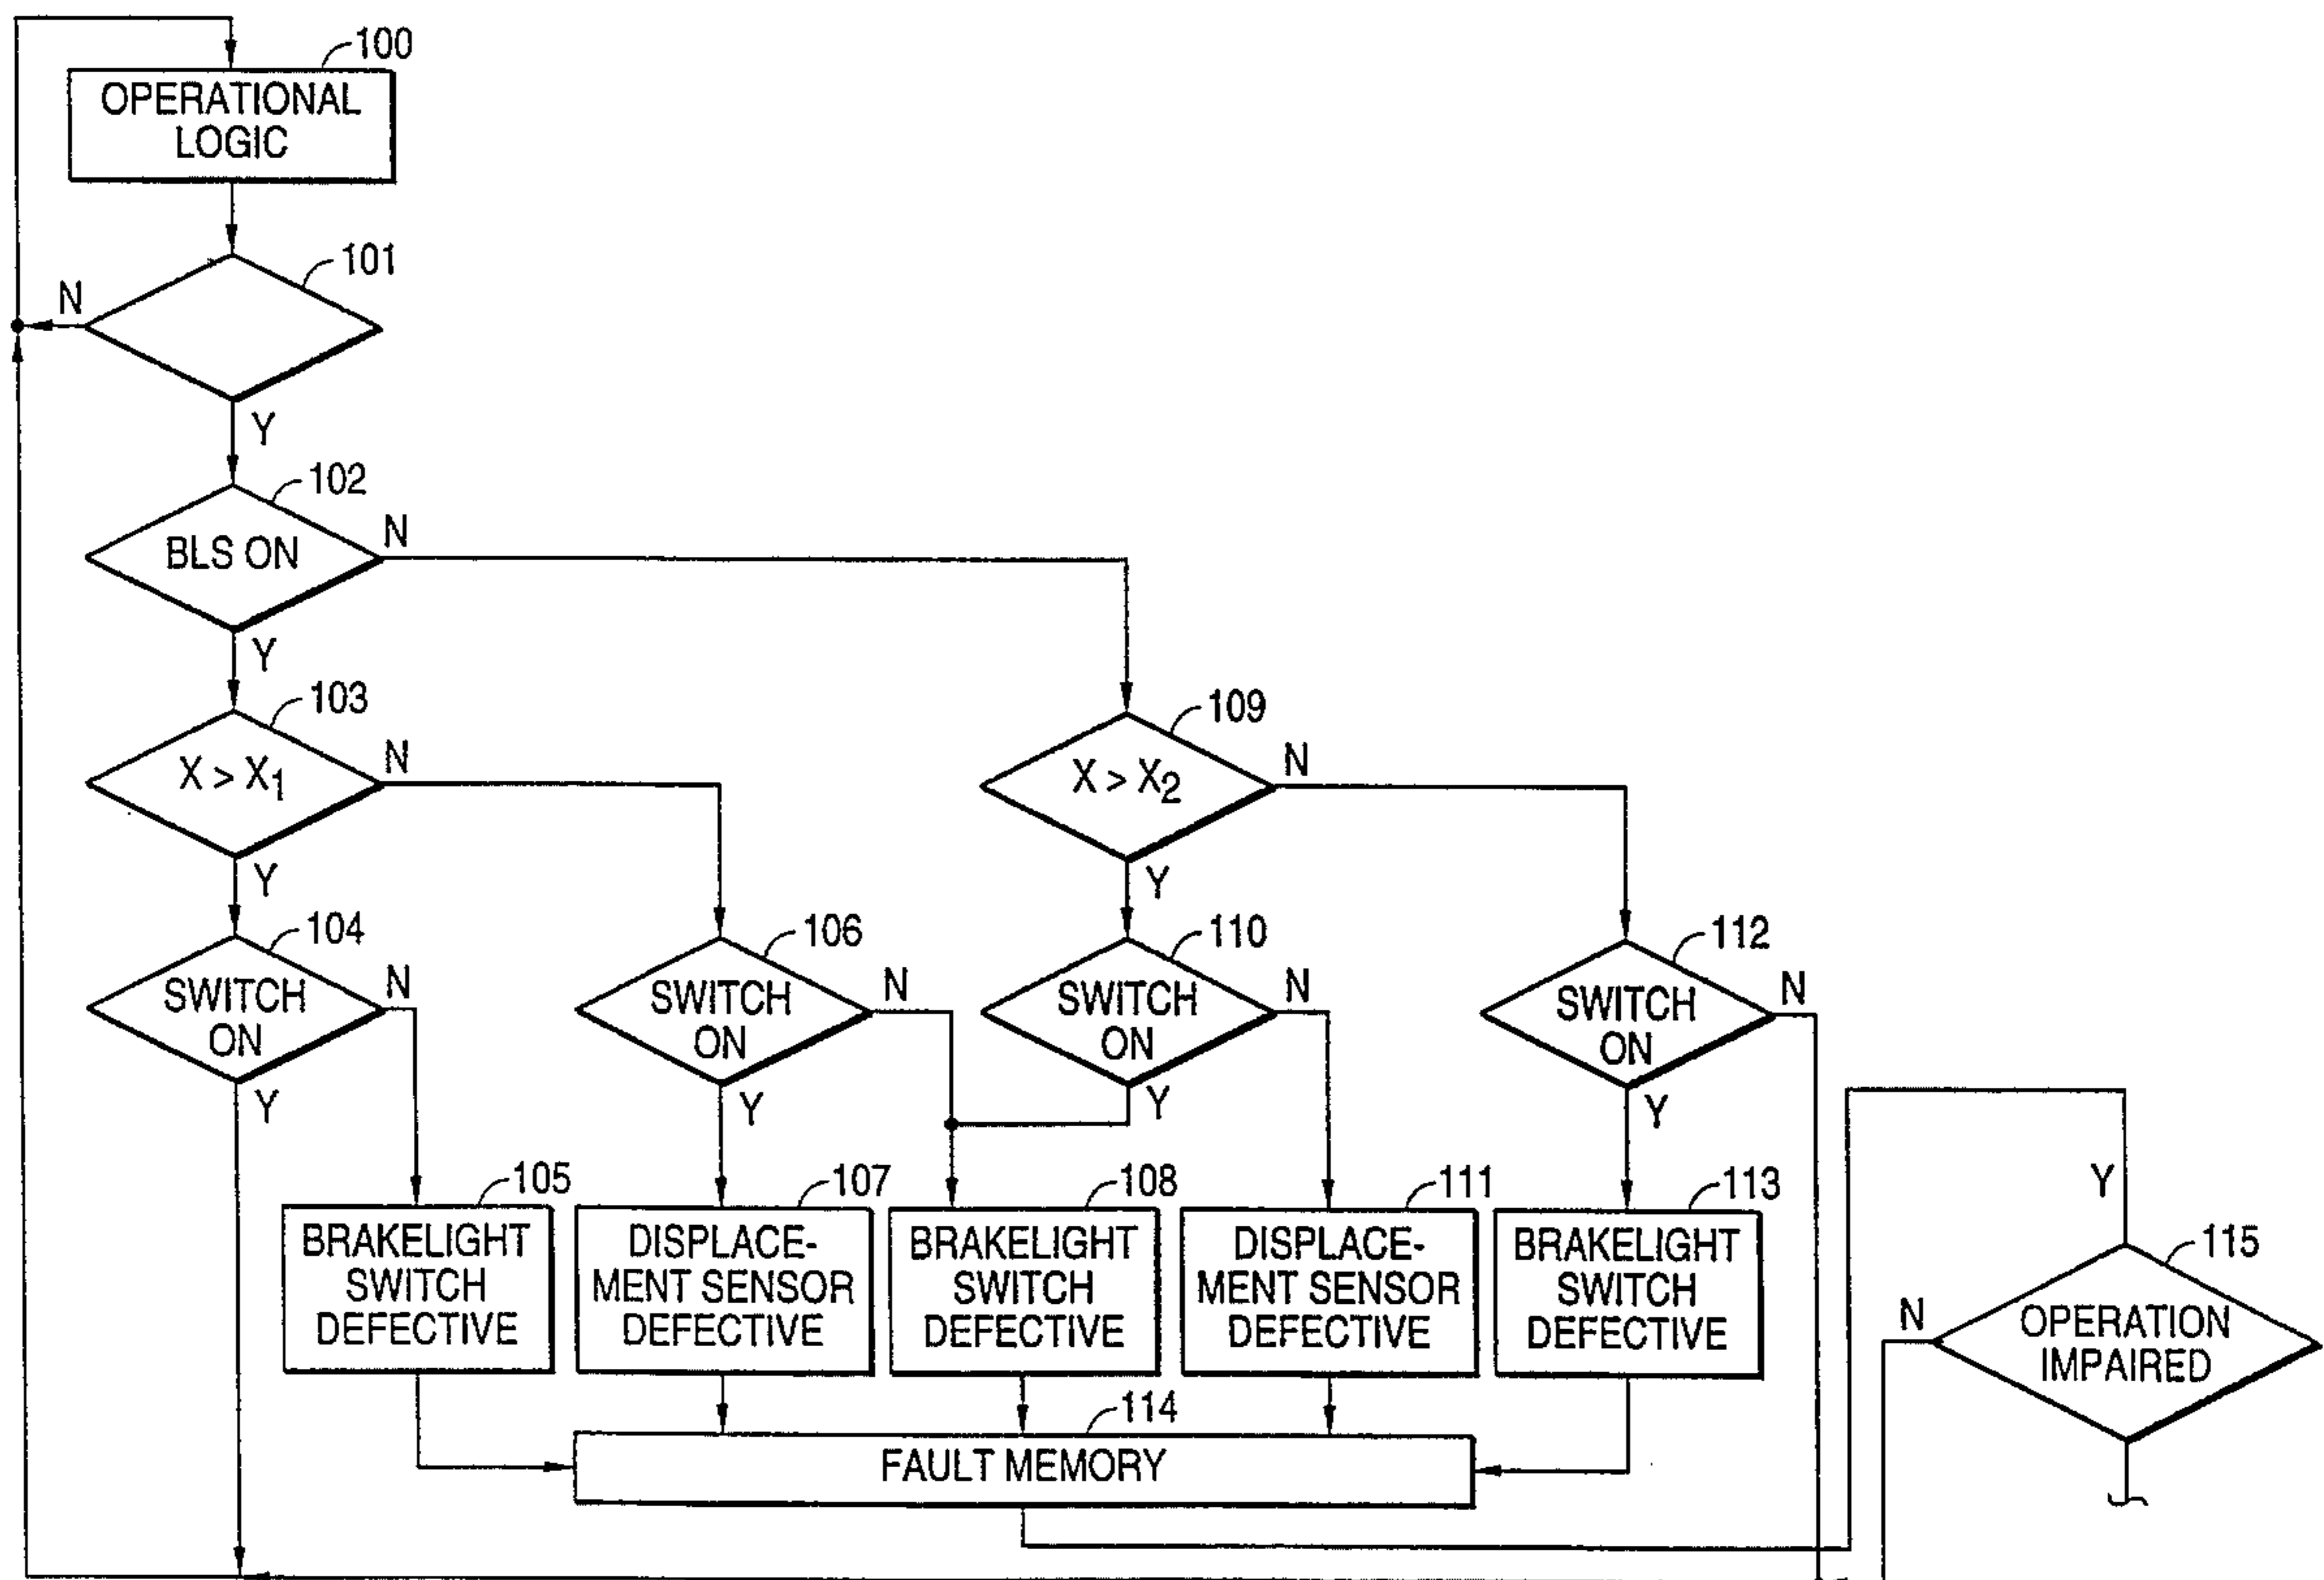 100
OPERATIONAL
LOGIC
101
N
Y
102
BLS ON
N
Y
103
X > X1
N
Y
109
X > X2
N
Y
104
SWITCH
ON
N
Y
106
SWITCH
ON
N
Y
110
SWITCH
ON
N
Y
112
SWITCH
ON
N
Y
105
BRAKELIGHT
SWITCH
DEFECTIVE
107
DISPLACE-
MENT SENSOR
DEFECTIVE
108
BRAKELIGHT
SWITCH
DEFECTIVE
111
DISPLACE-
MENT SENSOR
DEFECTIVE
113
BRAKELIGHT
SWITCH
DEFECTIVE
Y
115
N
OPERATION
IMPAIRED
114
FAULT MEMORY